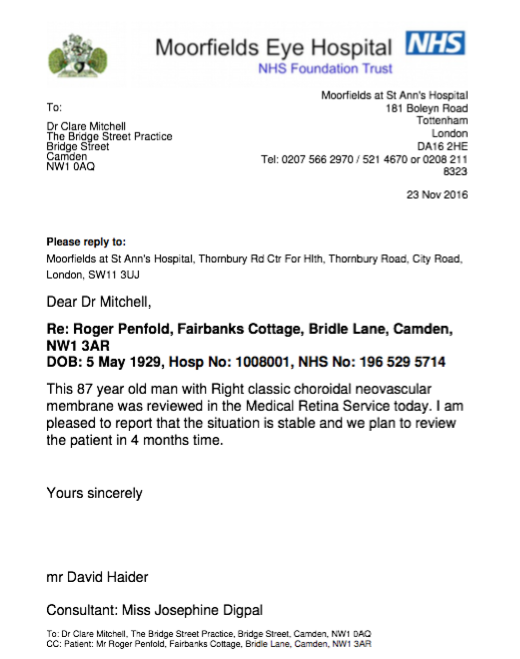 Moorfields Eye Hospital NHS
NHS Foundation Trust
Moorfields at St Ann's Hospital
181 Boleyn Road
Tottenham
London
DA16 2HE
Tel: 0207 566 2970 / 521 4670 or 0208 211
8323
23 Nov 2016
To:
Dr Clare Mitchell
The Bridge Street Practice
Bridge Street
Camden
NW1 0AQ
Please reply to:
Moorfields at St Ann's Hospital, Thornbury Rd Ctr For Hlth, Thornbury Road, City Road,
London, SW11 3UJ
Dear Dr Mitchell,
Re: Roger Penfold, Fairbanks Cottage, Bridle Lane, Camden,
NW1 3AR
DOB: 5 May 1929, Hosp No: 1008001, NHS No: 196 529 5714
This 87 year old man with Right classic choroidal neovascular
membrane was reviewed in the Medical Retina Service today. I am
pleased to report that the situation is stable and we plan to review
the patient in 4 months time.
Yours sincerely
mr David Haider
Consultant: Miss Josephine Digpal
To: Dr Clare Mitchell, The Bridge Street Practice, Bridge Street, Camden, NW1 0AQ
CC: Patient: Mr Roger Penfold, Fairbanks Cottage, Bridle Lane, Camden, NW1 3AR